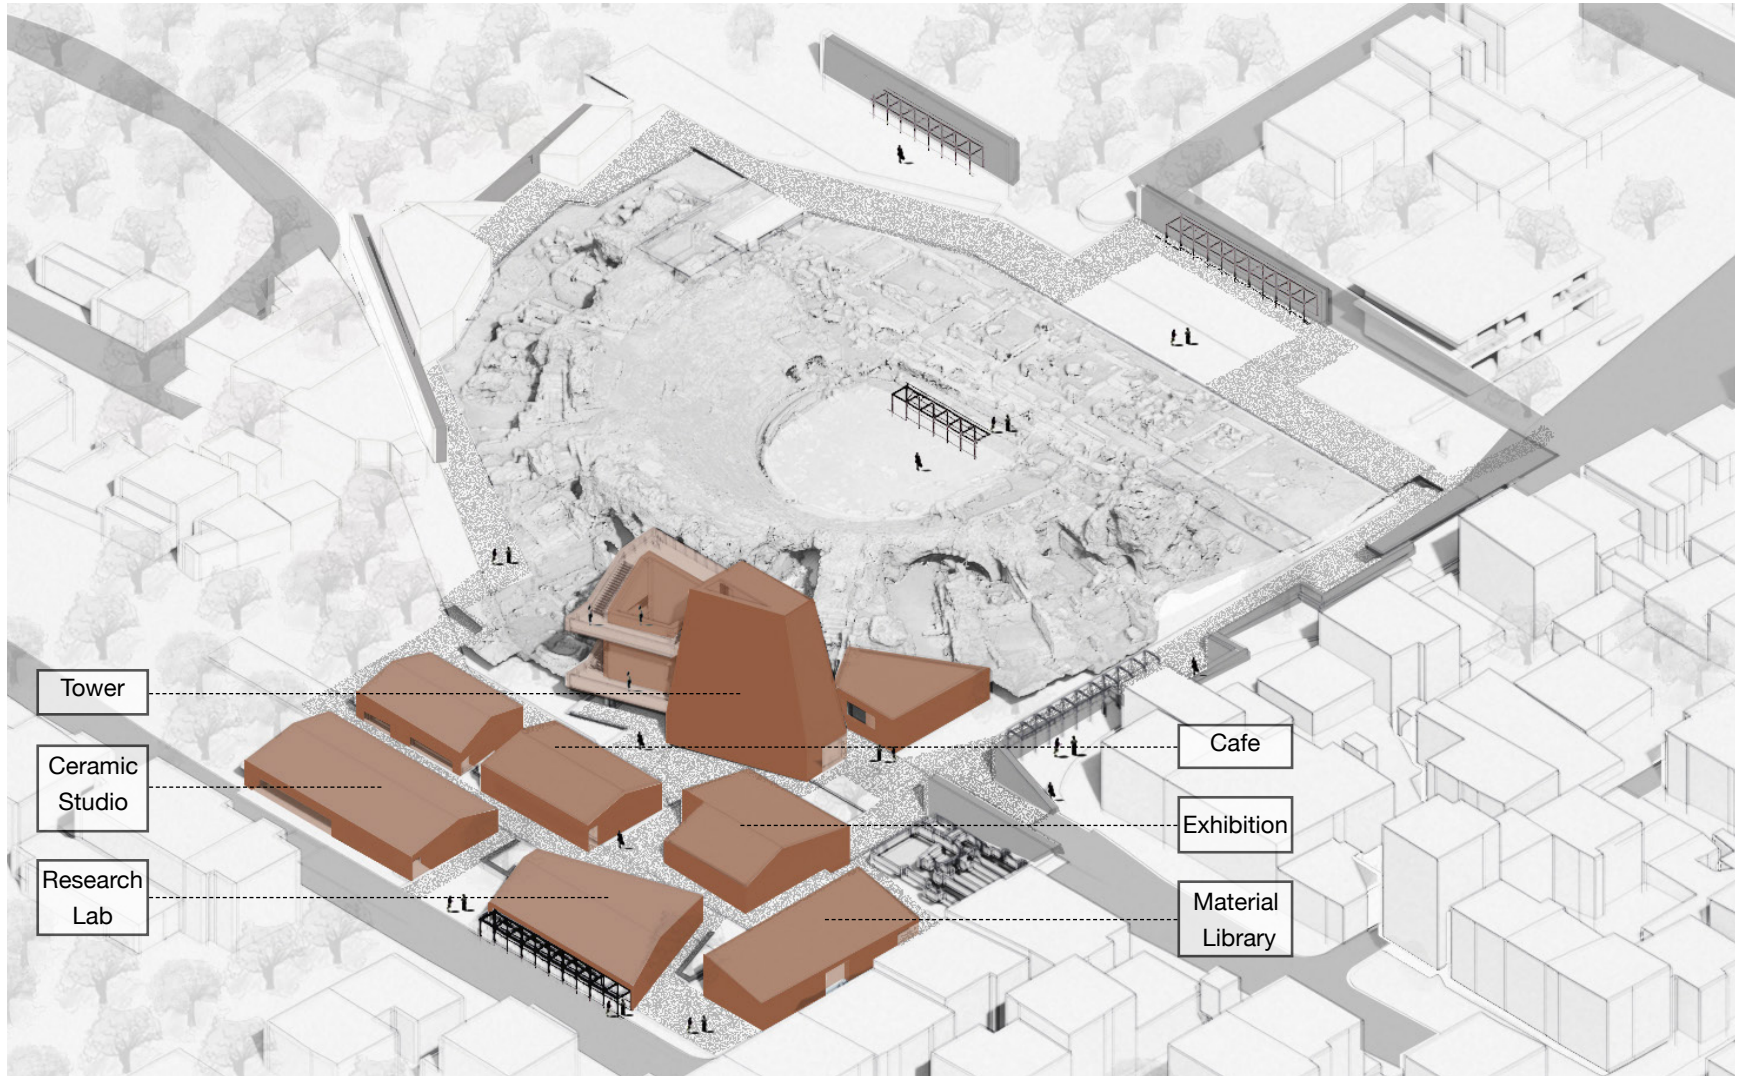 Tower
Ceramic
Studio
Research
Lab
Cafe
Exhibition
Material
Library